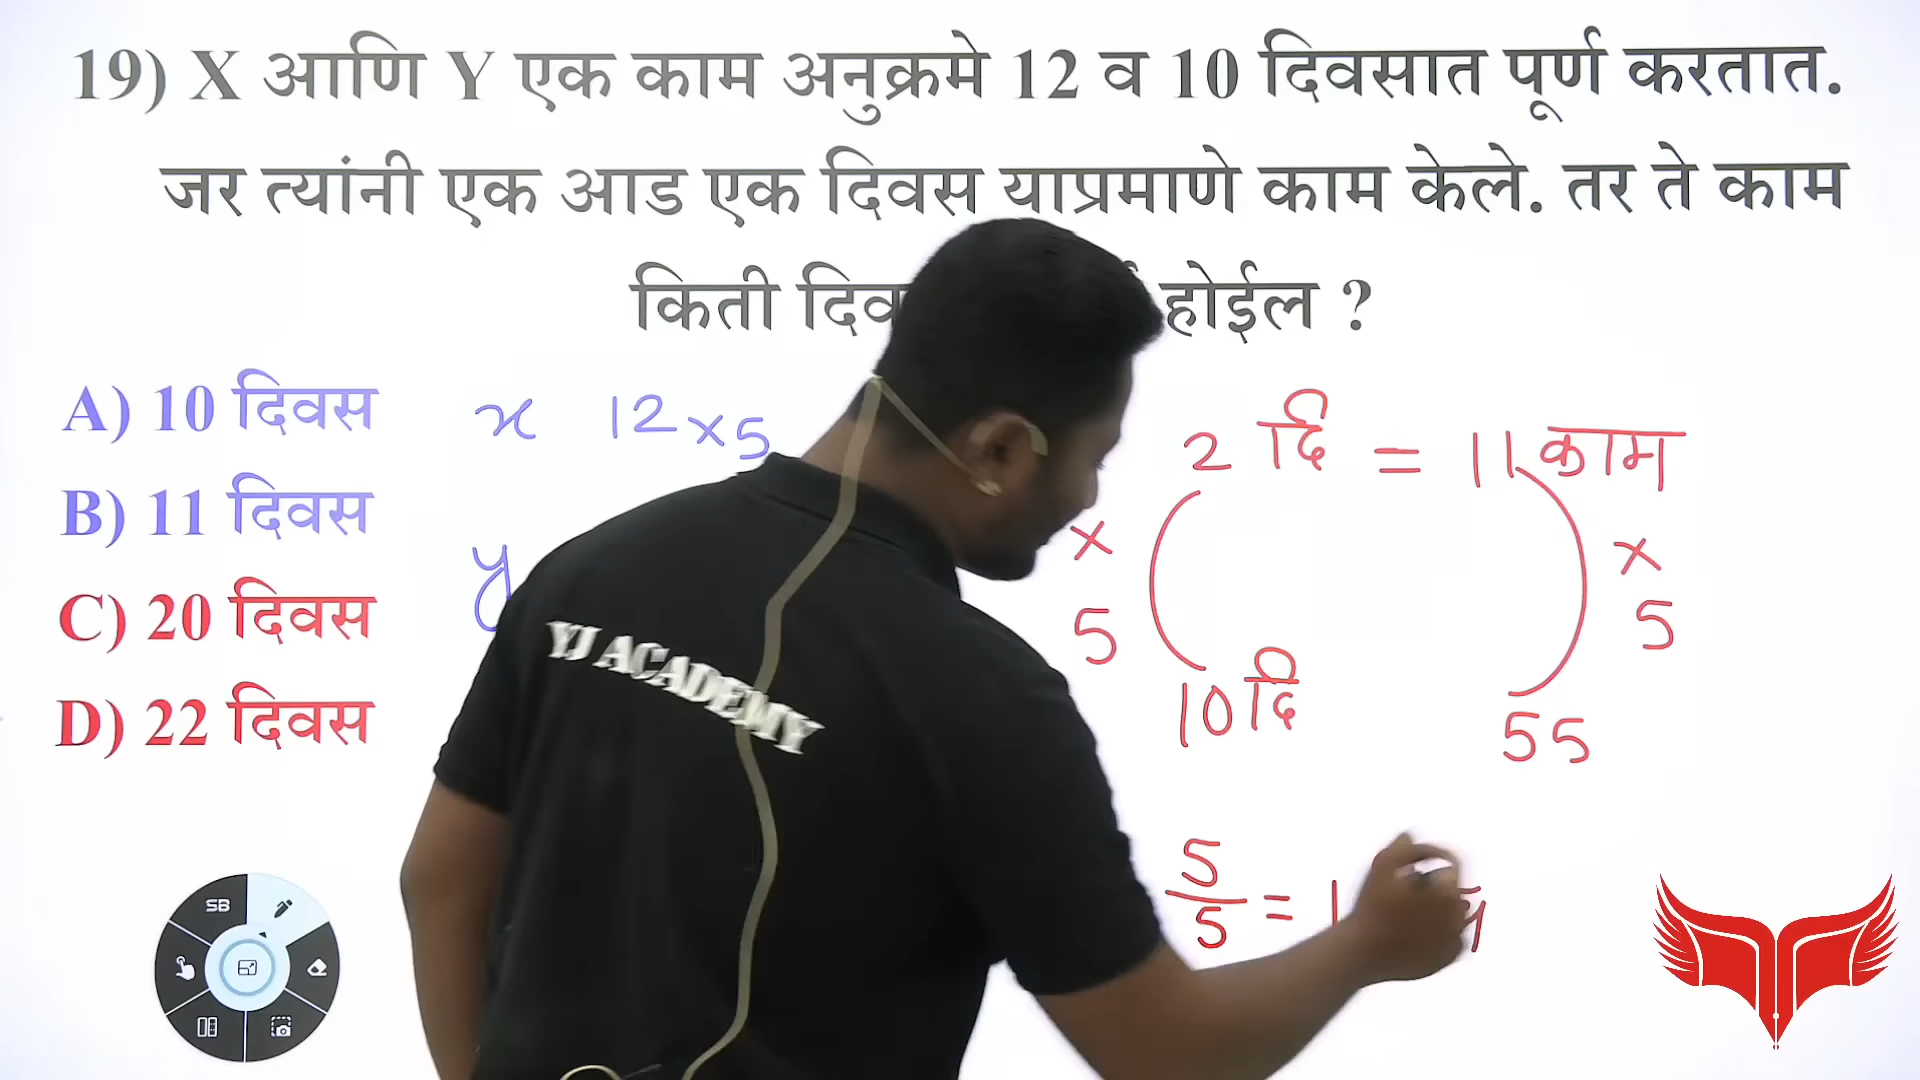 19) X आणि Y एक काम अनुक्रमे 12 व 10 दिवसात पूर्ण करतात.
जर त्यांनी एक आड एक दिवस याप्रमाणे काम केले. तर ते काम
किती होईल ?
A) 10 दिवस
B) 11 दिवस
C) 20 दिवस
D) 22 दिवस
x 12 × 5
y
2 दि = 11 काम
× 5
× 5
10 दि 55
5/5 = 1
YJ ACADEMY
SB